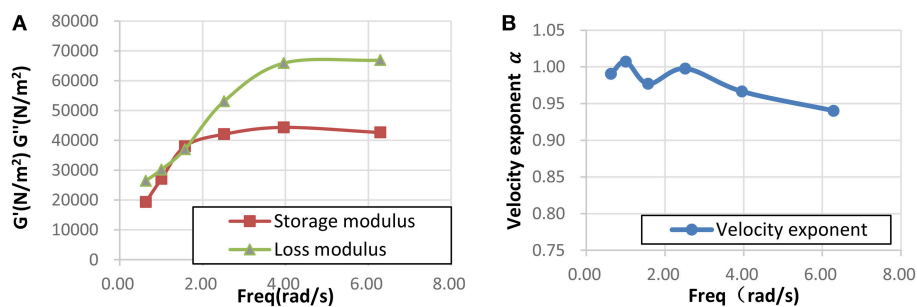 A
80000
70000
60000
50000
40000
30000
20000
10000
0
G'(N/m²) G''(N/m²)
Storage modulus
Loss modulus
0.00 2.00 4.00 6.00 8.00
Freq(rad/s)
B
1.05
1.00
0.95
0.90
0.85
0.80
0.75
Velocity exponent α
Velocity exponent
0.00 2.00 4.00 6.00 8.00
Freq（rad/s）